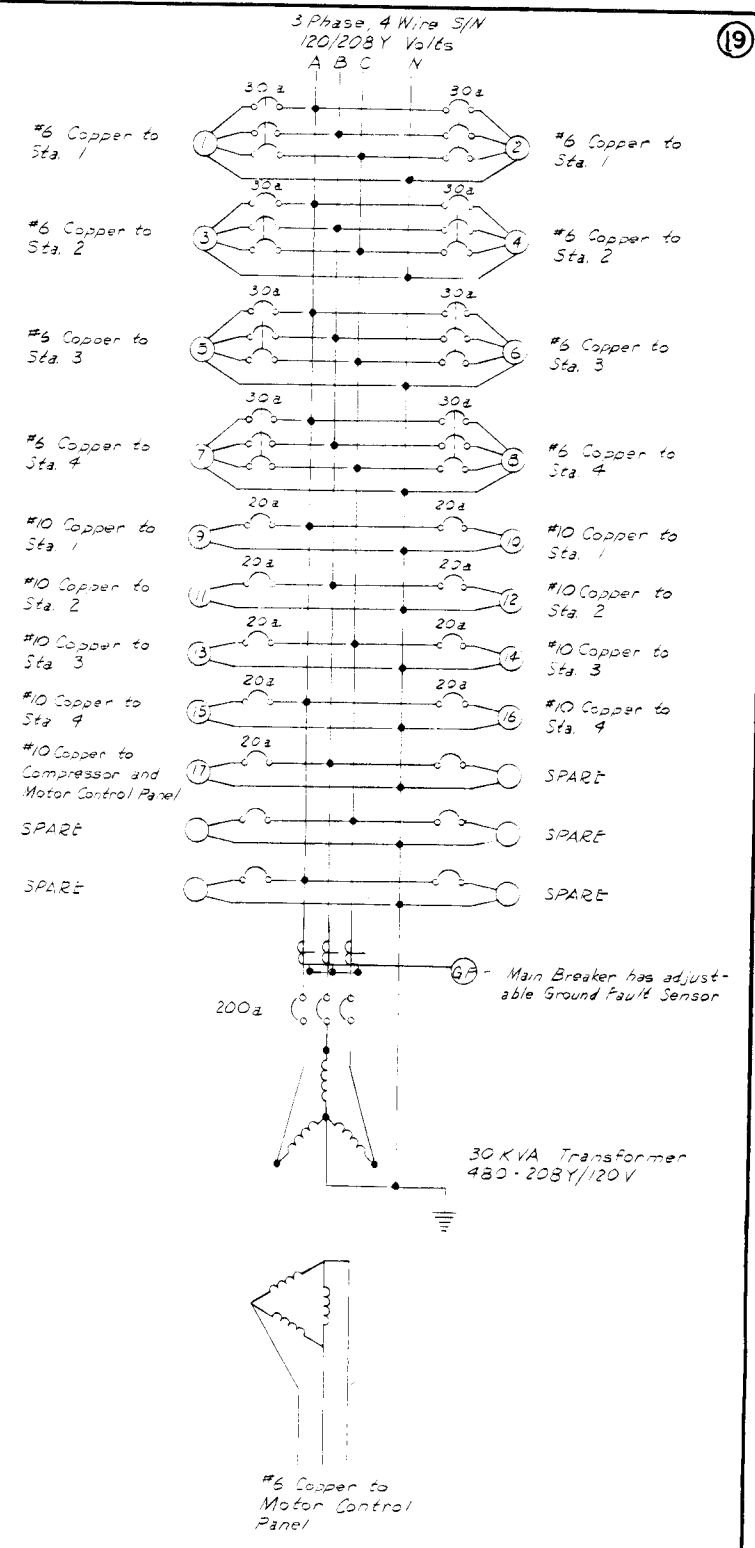 3 Phase, 4 Wire S/N
120/208Y Volts
19
A B C N
30a 30a
#6 Copper to
Sta. 1
1
2
#6 Copper to
Sta. 1
30a 30a
#6 Copper to
Sta. 2
3
4
#6 Copper to
Sta. 2
30a 30a
#6 Copper to
Sta. 3
5
6
#6 Copper to
Sta. 3
30a 30a
#6 Copper to
Sta. 4
7
8
#6 Copper to
Sta. 4
20a 20a
#10 Copper to
Sta. 1
9
10
#10 Copper to
Sta. 1
20a 20a
#10 Copper to
Sta. 2
11
12
#10 Copper to
Sta. 2
20a 20a
#10 Copper to
Sta 3
13
14
#10 Copper to
Sta. 3
20a 20a
#10 Copper to
Sta 4
15
16
#10 Copper to
Sta. 4
20a
#10 Copper to
Compressor and
Motor Control Panel
17
SPARE
SPARE
SPARE
SPARE
SPARE
GF - Main Breaker has adjust-
able Ground Fault Sensor
200a
30 KVA Transformer
480-208Y/120V
#6 Copper to
Motor Control
Panel